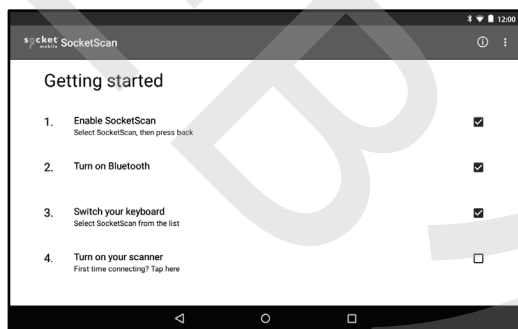 12:00
socket mobile SocketScan
Getting started
1. Enable SocketScan
Select SocketScan, then press back
2. Turn on Bluetooth
3. Switch your keyboard
Select SocketScan from the list
4. Turn on your scanner
First time connecting? Tap here